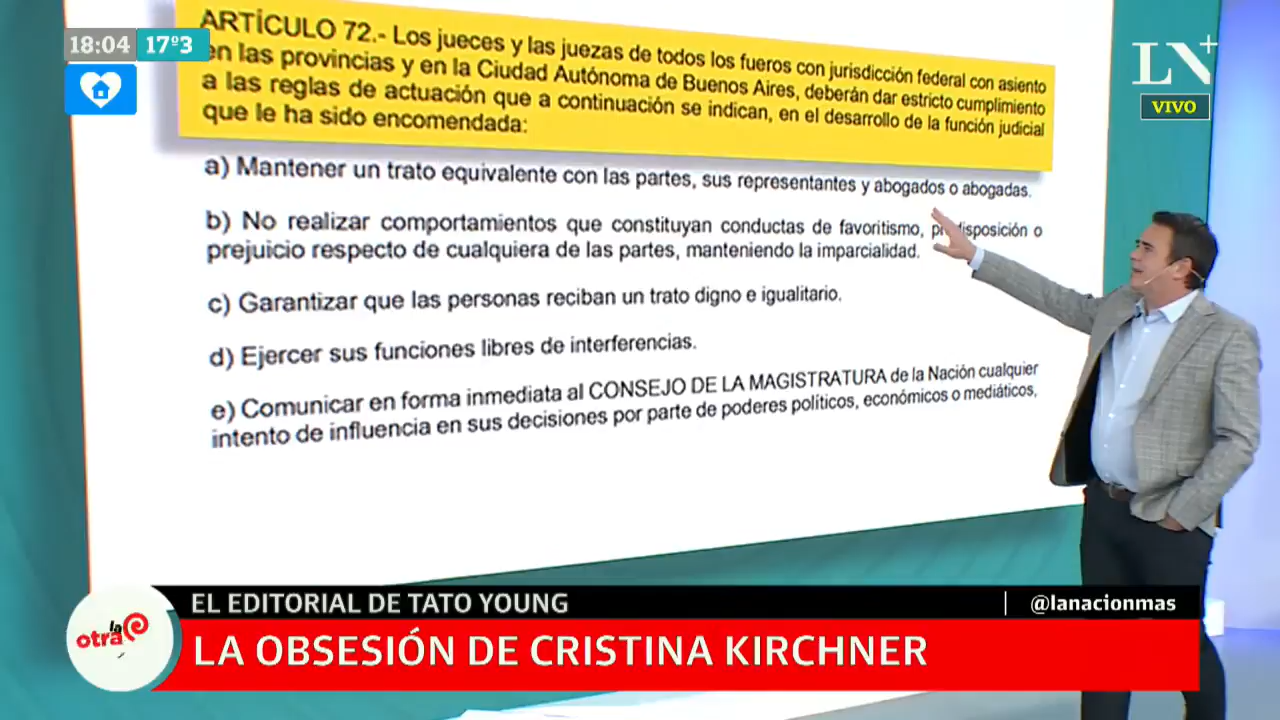 18:04 17º3
LN+
VIVO
ARTÍCULO 72.- Los jueces y las juezas de todos los fueros con jurisdicción federal con asiento
en las provincias y en la Ciudad Autónoma de Buenos Aires, deberán dar estricto cumplimiento
a las reglas de actuación que a continuación se indican, en el desarrollo de la función judicial
que le ha sido encomendada:
a) Mantener un trato equivalente con las partes, sus representantes y abogados o abogadas.
b) No realizar comportamientos que constituyan conductas de favoritismo, predisposición o
prejuicio respecto de cualquiera de las partes, manteniendo la imparcialidad.
c) Garantizar que las personas reciban un trato digno e igualitario.
d) Ejercer sus funciones libres de interferencias.
e) Comunicar en forma inmediata al CONSEJO DE LA MAGISTRATURA de la Nación cualquier
intento de influencia en sus decisiones por parte de poderes políticos, económicos o mediáticos,
la otra
EL EDITORIAL DE TATO YOUNG
@lanacionmas
LA OBSESIÓN DE CRISTINA KIRCHNER